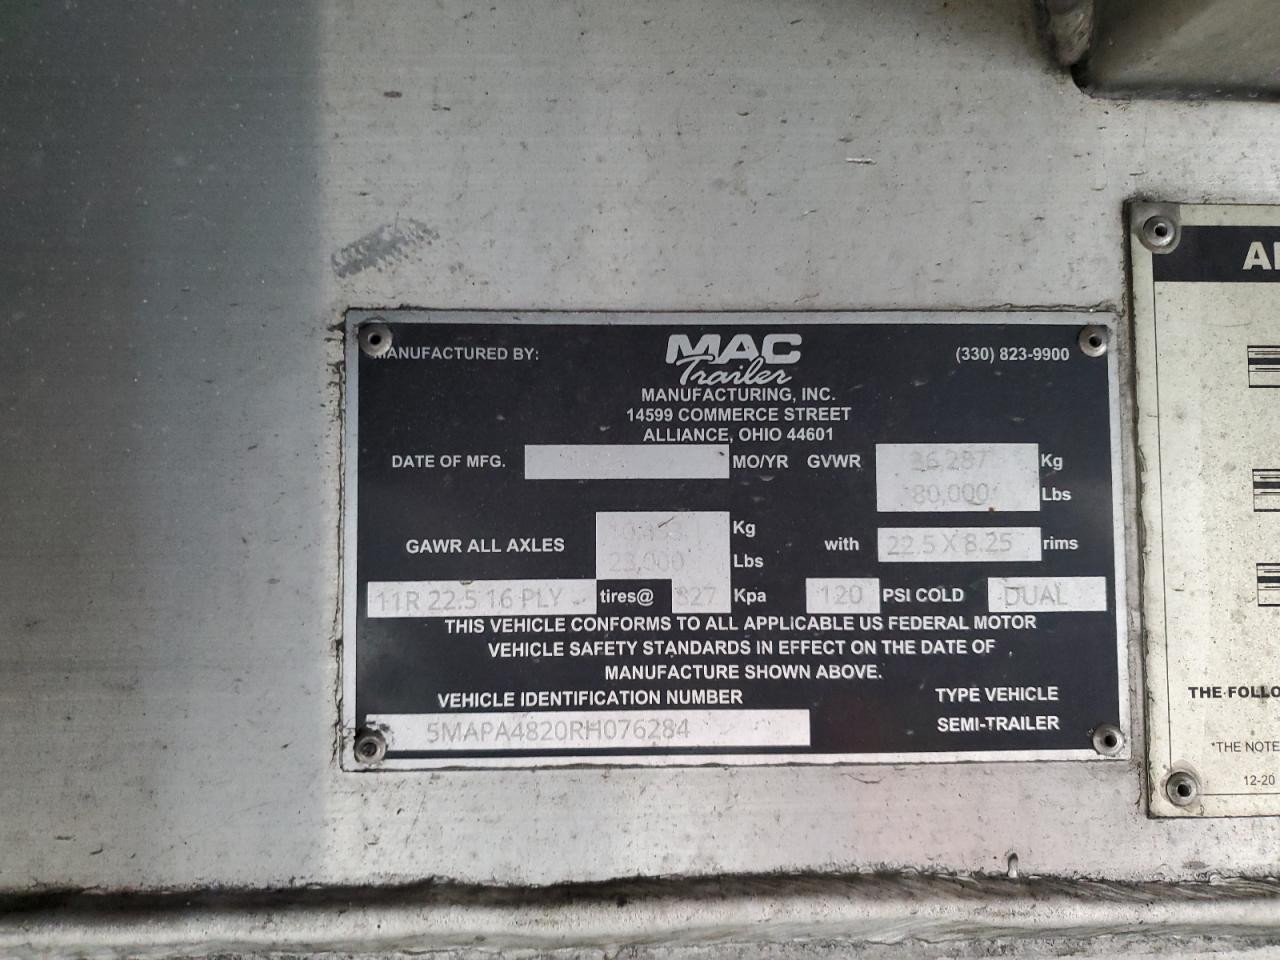 MANUFACTURED BY: MAC Trailer (330) 823-9900
MANUFACTURING, INC.
14599 COMMERCE STREET
ALLIANCE, OHIO 44601
DATE OF MFG. MO/YR GVWR 36,287 Kg
80,000 Lbs
GAWR ALL AXLES Kg with 22.5 X 8.25 rims
23,000 Lbs
11R 22.5 16 PLY tires@ 827 Kpa 120 PSI COLD DUAL
THIS VEHICLE CONFORMS TO ALL APPLICABLE US FEDERAL MOTOR
VEHICLE SAFETY STANDARDS IN EFFECT ON THE DATE OF
MANUFACTURE SHOWN ABOVE.
VEHICLE IDENTIFICATION NUMBER TYPE VEHICLE
5MAPA4820RH076284 SEMI-TRAILER
THE FOLLO
*THE NOTE
12-20